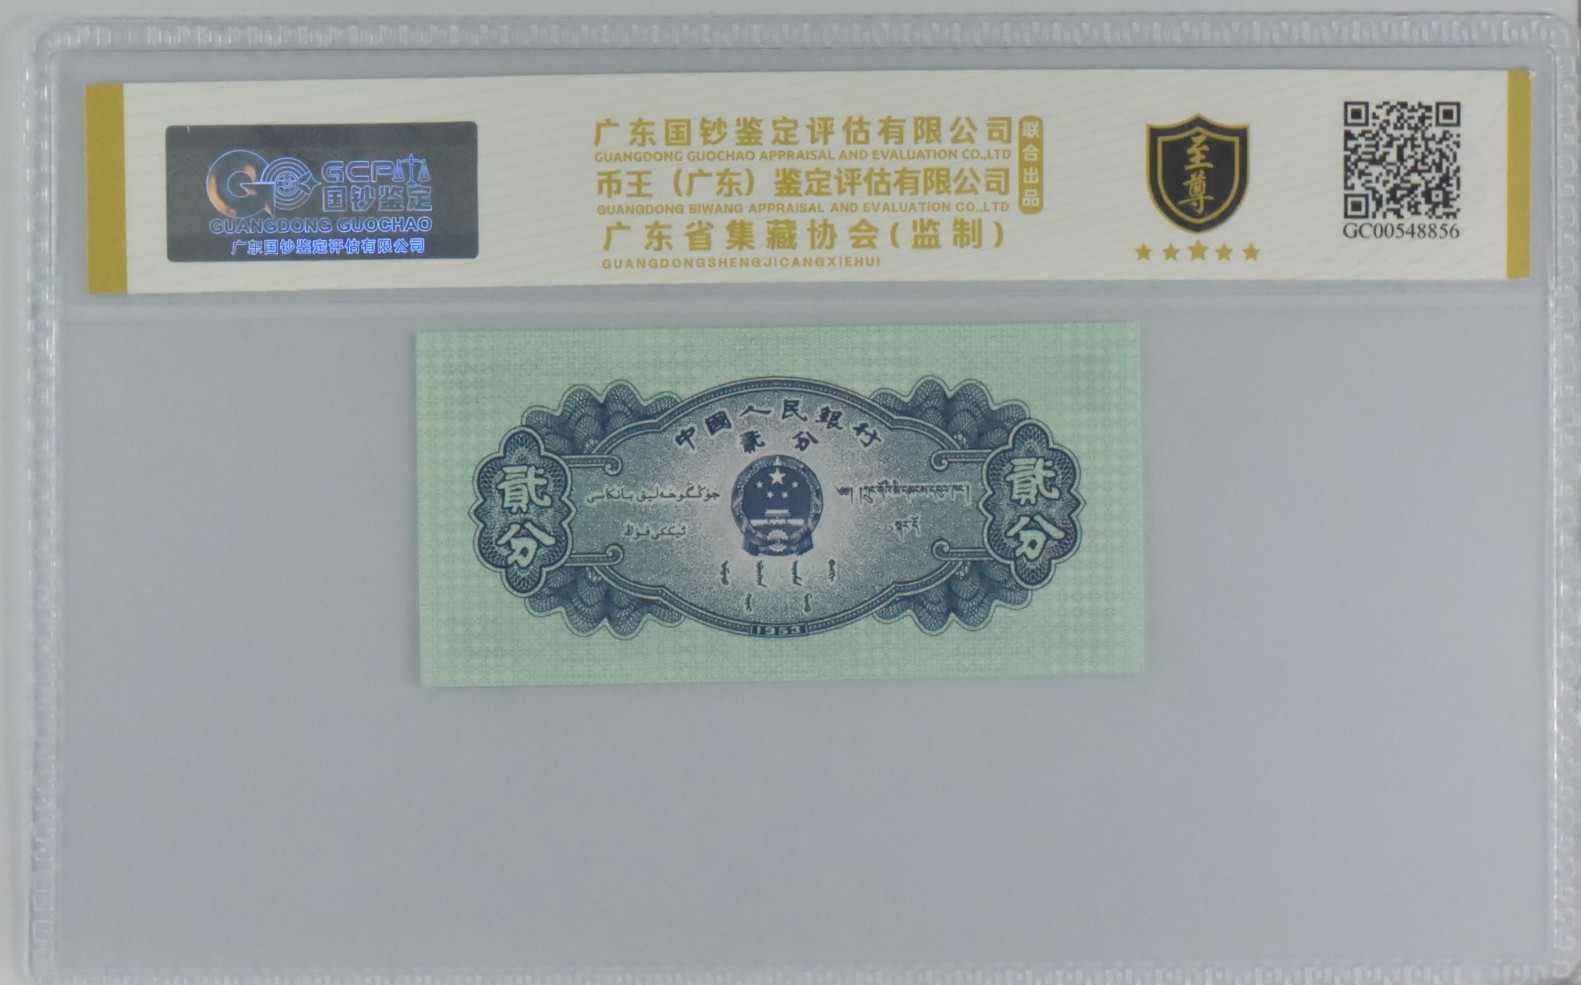 GCP
国钞鉴定
GUANGDONG GUOCHAO
广东国钞鉴定评估有限公司
广东国钞鉴定评估有限公司
GUANGDONG GUOCHAO APPRAISAL AND EVALUATION CO.,LTD
币王（广东）鉴定评估有限公司
GUANGDONG BIWANG APPRAISAL AND EVALUATION CO.,LTD
联合出品
广东省集藏协会(监制)
GUANGDONGSHENGJICANGXIEHUI
至尊
GC00548856
中國人民銀行
貳分
貳分
貳分
جۇڭگوخەلىق بانكاسى
ئىككى فۇڭ
1953